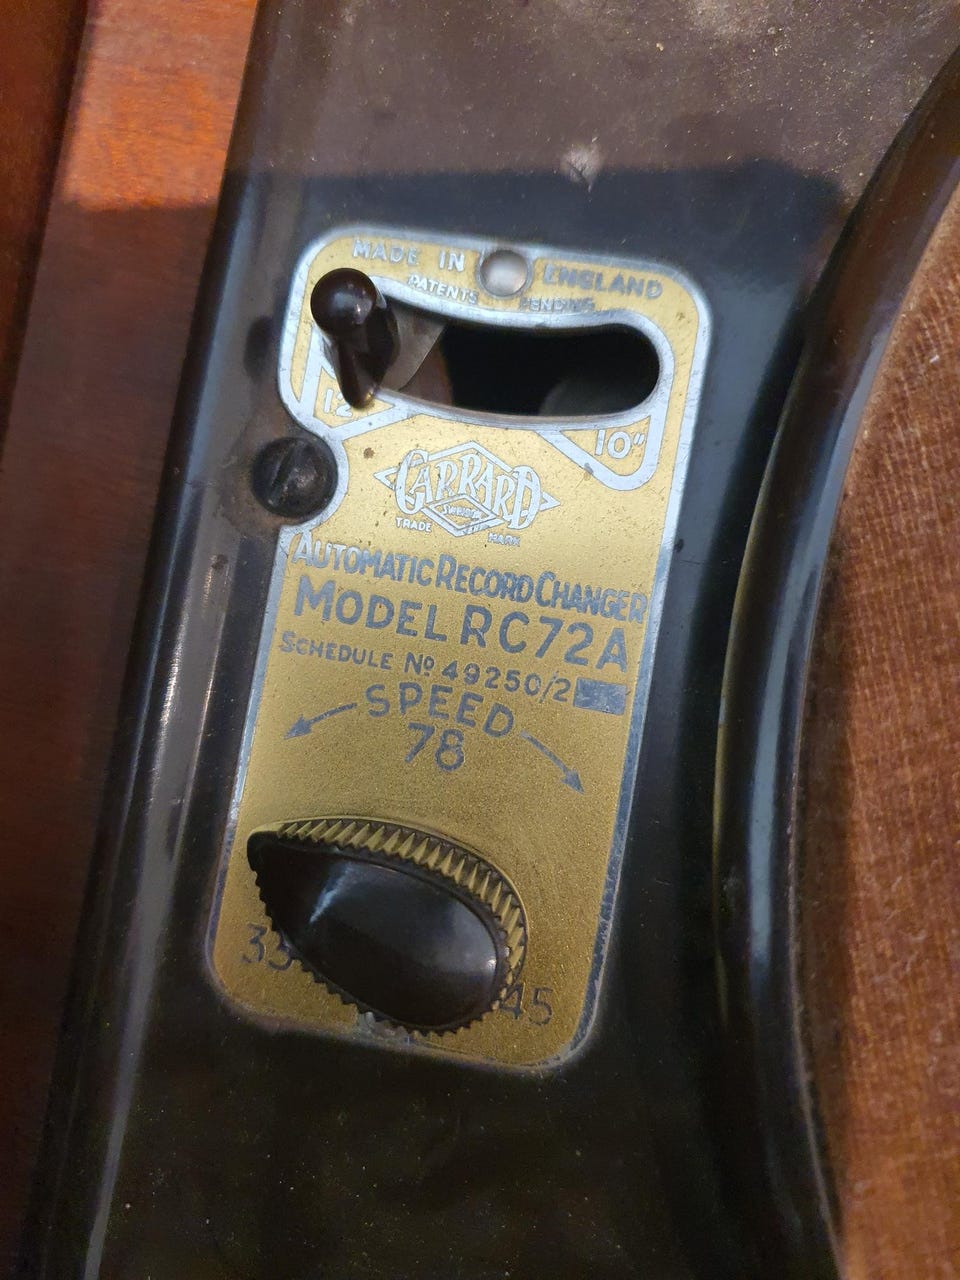 MADE IN ENGLAND
PATENTS PENDING
12
10"
GARRARD
TRADE MARK
AUTOMATIC RECORD CHANGER
MODEL RC72A
SCHEDULE No 49250/2
SPEED
78
33
45